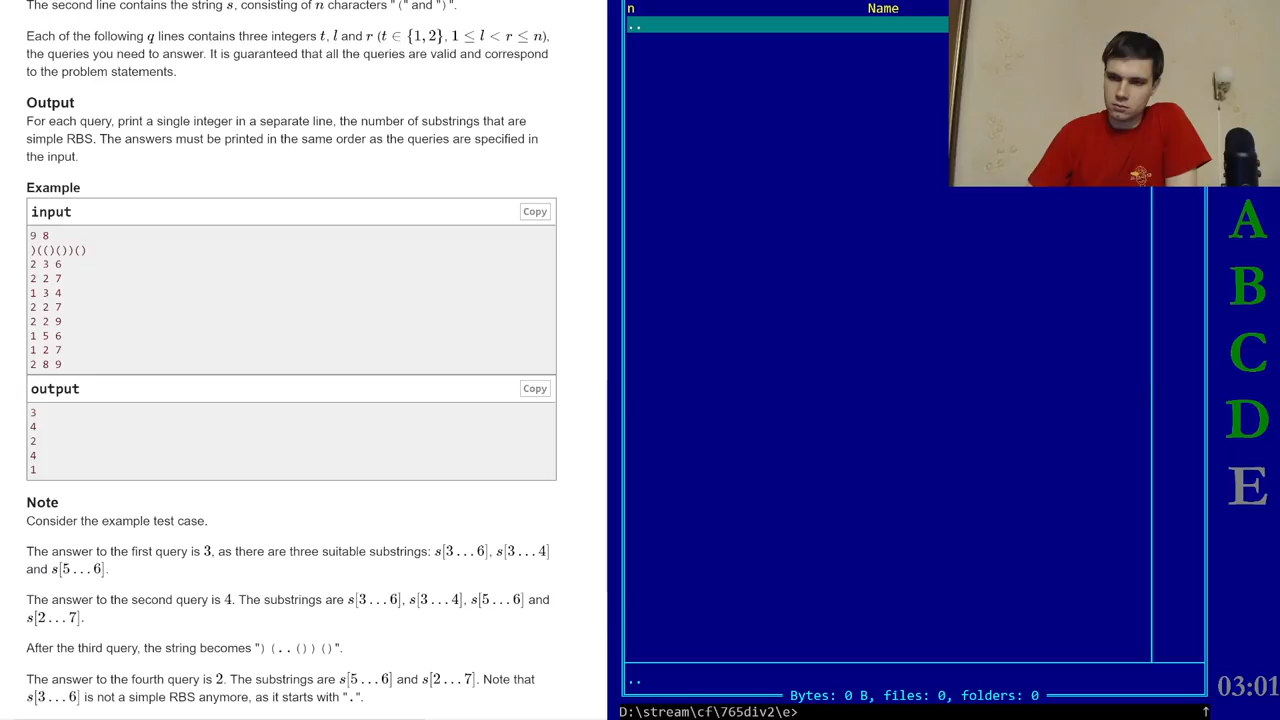 The second line contains the string s, consisting of n characters "(" and ")".
Each of the following q lines contains three integers t, l and r (t ∈ {1, 2}, 1 ≤ l < r ≤ n),
the queries you need to answer. It is guaranteed that all the queries are valid and correspond
to the problem statements.
Output
For each query, print a single integer in a separate line, the number of substrings that are
simple RBS. The answers must be printed in the same order as the queries are specified in
the input.
Example
input
Copy
9 8
)(()())()
2 3 6
2 2 7
1 3 4
2 2 7
2 2 9
1 5 6
1 2 7
2 8 9
output
Copy
3
4
2
4
1
Note
Consider the example test case.
The answer to the first query is 3, as there are three suitable substrings: s[3…6], s[3…4]
and s[5…6].
The answer to the second query is 4. The substrings are s[3…6], s[3…4], s[5…6] and
s[2…7].
After the third query, the string becomes ")(..())()".
The answer to the fourth query is 2. The substrings are s[5…6] and s[2…7]. Note that
s[3…6] is not a simple RBS anymore, as it starts with ".".
n Name
..
..
Bytes: 0 B, files: 0, folders: 0
D:\stream\cf\765div2\e>
↑
A
B
C
D
E
03:01